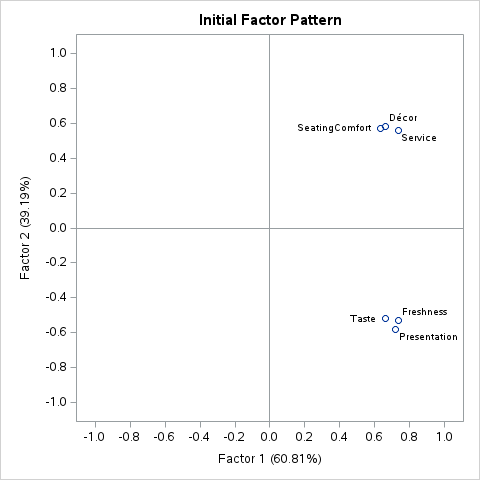 Initial Factor Pattern
1.0
0.8
0.6
0.4
0.2
0.0
-0.2
-0.4
-0.6
-0.8
-1.0
Factor 2 (39.19%)
Décor
SeatingComfort
Service
Freshness
Taste
Presentation
-1.0 -0.8 -0.6 -0.4 -0.2 0.0 0.2 0.4 0.6 0.8 1.0
Factor 1 (60.81%)